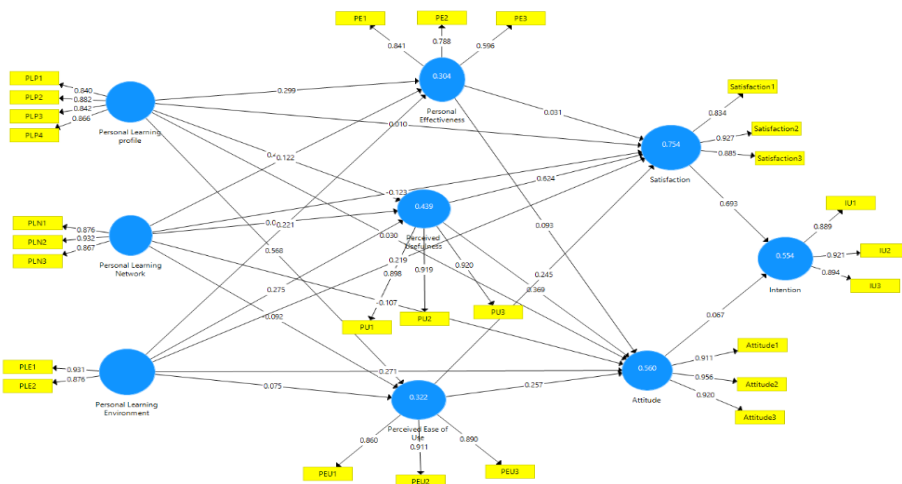 PE1
PE2
PE3
0.841
0.788
0.596
0.304
Personal
Effectiveness
PLP1
PLP2
PLP3
PLP4
0.840
0.882
0.842
0.866
Personal Learning
profile
0.299
0.010
0.122
0.031
Satisfaction1
Satisfaction2
Satisfaction3
0.834
0.927
0.885
0.754
Satisfaction
-0.123
0.624
PLN1
PLN2
PLN3
0.876
0.932
0.867
Personal Learning
Network
0.439
Perceived
Usefulness
0.221
0.030
0.568
0.219
0.093
0.693
IU1
IU2
IU3
0.889
0.921
0.894
0.554
Intention
0.898
0.919
0.920
0.245
0.369
0.275
-0.107
-0.092
PU1
PU2
PU3
0.067
PLE1
PLE2
0.931
0.876
Personal Learning
Environment
0.271
0.075
0.257
0.322
Perceived Ease of
Use
0.560
Attitude
Attitude1
Attitude2
Attitude3
0.911
0.956
0.920
0.860
0.911
0.890
PEU1
PEU2
PEU3